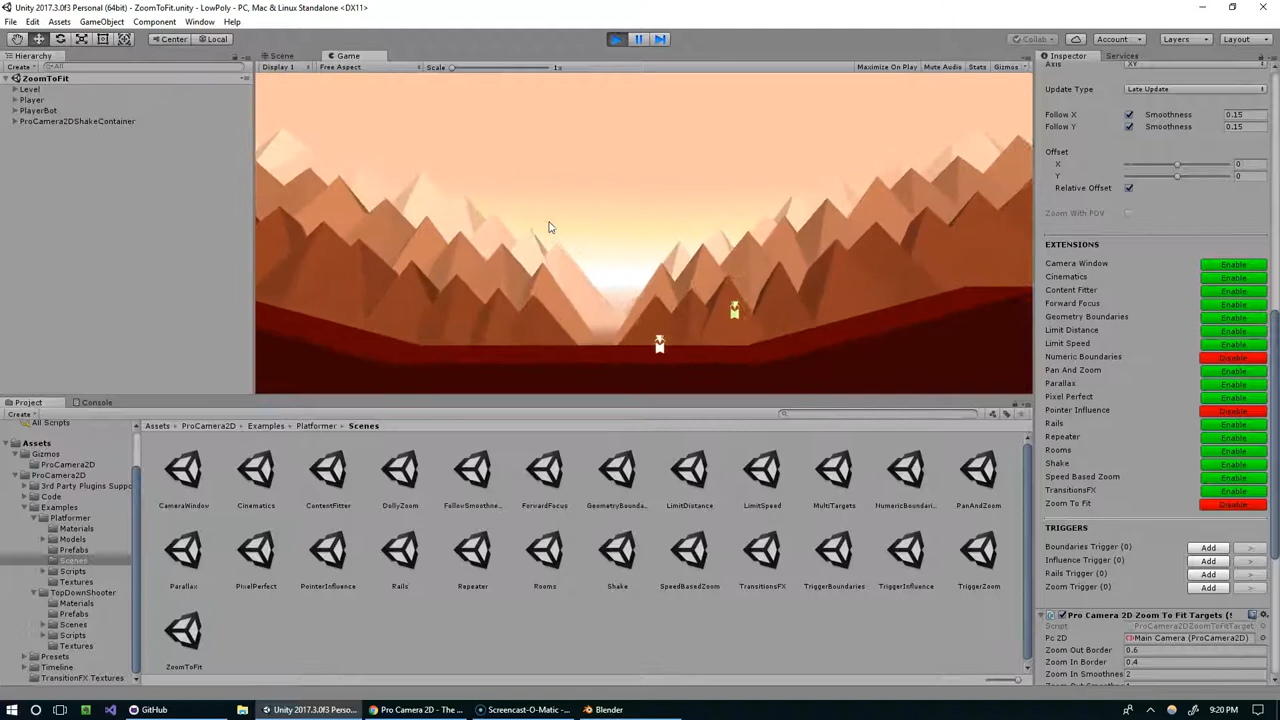 Unity 2017.3.0f3 Personal (64bit) - ZoomToFit.unity - LowPoly - PC, Mac & Linux Standalone <DX11>
File Edit Assets GameObject Component Window Help
Center Local Collab Account Layers Layout
Hierarchy Scene Game Inspector Services
Create All Display 1 Free Aspect Scale 1x Maximize On Play Mute Audio Stats Gizmos Axis XY
ZoomToFit
Level Update Type Late Update
Player
PlayerBot Follow X Smoothness 0.15
ProCamera2DShakeContainer Follow Y Smoothness 0.15
Offset
X 0
Y 0
Relative Offset
Zoom With FOV
EXTENSIONS
Camera Window Enable
Cinematics Enable
Content Fitter Enable
Forward Focus Enable
Geometry Boundaries Enable
Limit Distance Enable
Limit Speed Enable
Numeric Boundaries Disable
Pan And Zoom Enable
Parallax Enable
Pixel Perfect Enable
Pointer Influence Disable
Rails Enable
Repeater Enable
Rooms Enable
Shake Enable
Speed Based Zoom Enable
TransitionsFX Enable
Zoom To Fit Disable
TRIGGERS
Boundaries Trigger (0) Add >
Influence Trigger (0) Add >
Rails Trigger (0) Add >
Zoom Trigger (0) Add >
Pro Camera 2D Zoom To Fit Targets (
Script ProCamera2DZoomToFitTarget
Pc 2D Main Camera (ProCamera2D)
Zoom Out Border 0.6
Zoom In Border 0.4
Zoom In Smoothnes 2
Project Console
Create
All Scripts
Assets
Gizmos
ProCamera2D
ProCamera2D
3rd Party Plugins Suppo
Code
Examples
Platformer
Materials
Models
Prefabs
Scenes
Scripts
Textures
TopDownShooter
Materials
Prefabs
Scenes
Scripts
Textures
Presets
Timeline
TransitionFX Textures
Assets ProCamera2D Examples Platformer Scenes
CameraWindow Cinematics ContentFitter DollyZoom FollowSmoothne... ForwardFocus GeometryBounda... LimitDistance LimitSpeed MultiTargets NumericBoundari... PanAndZoom
Parallax PixelPerfect PointerInfluence Rails Repeater Rooms Shake SpeedBasedZoom TransitionsFX TriggerBoundaries TriggerInfluence TriggerZoom
ZoomToFit
GitHub Unity 2017.3.0f3 Perso... Pro Camera 2D - The ... Screencast-O-Matic - ... Blender 9:20 PM